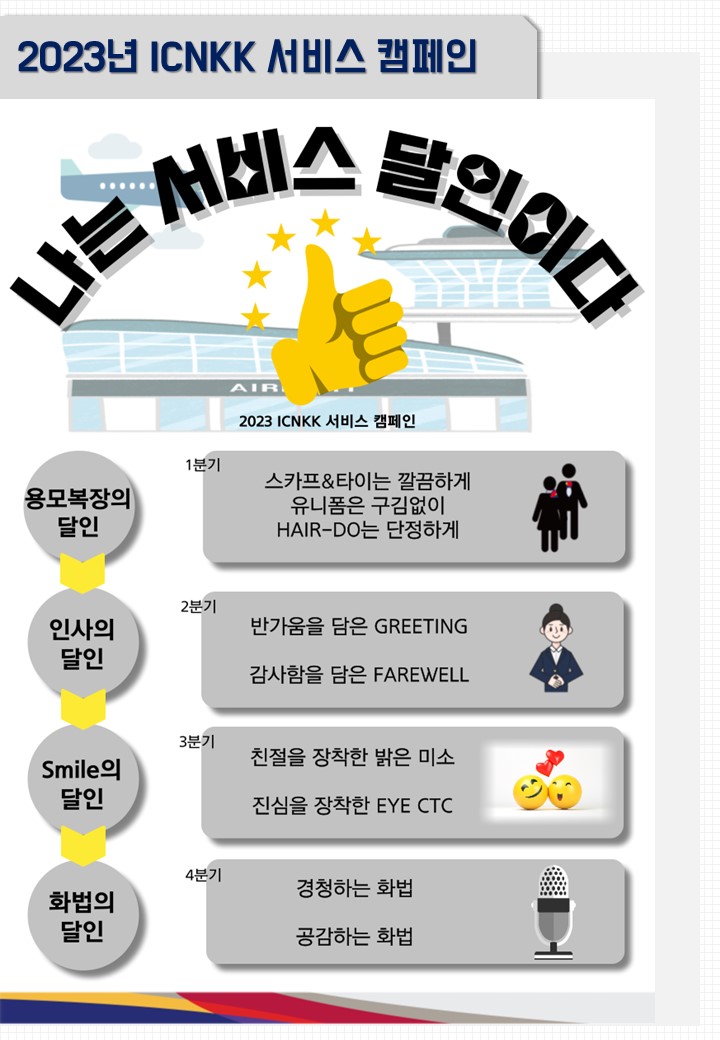 2023년 ICNKK 서비스 캠페인
나는 서비스 달인이다
AIR
2023 ICNKK 서비스 캠페인
용모복장의
달인
1분기
스카프&타이는 깔끔하게
유니폼은 구김없이
HAIR-DO는 단정하게
인사의
달인
2분기
반가움을 담은 GREETING
감사함을 담은 FAREWELL
Smile의
달인
3분기
친절을 장착한 밝은 미소
진심을 장착한 EYE CTC
화법의
달인
4분기
경청하는 화법
공감하는 화법